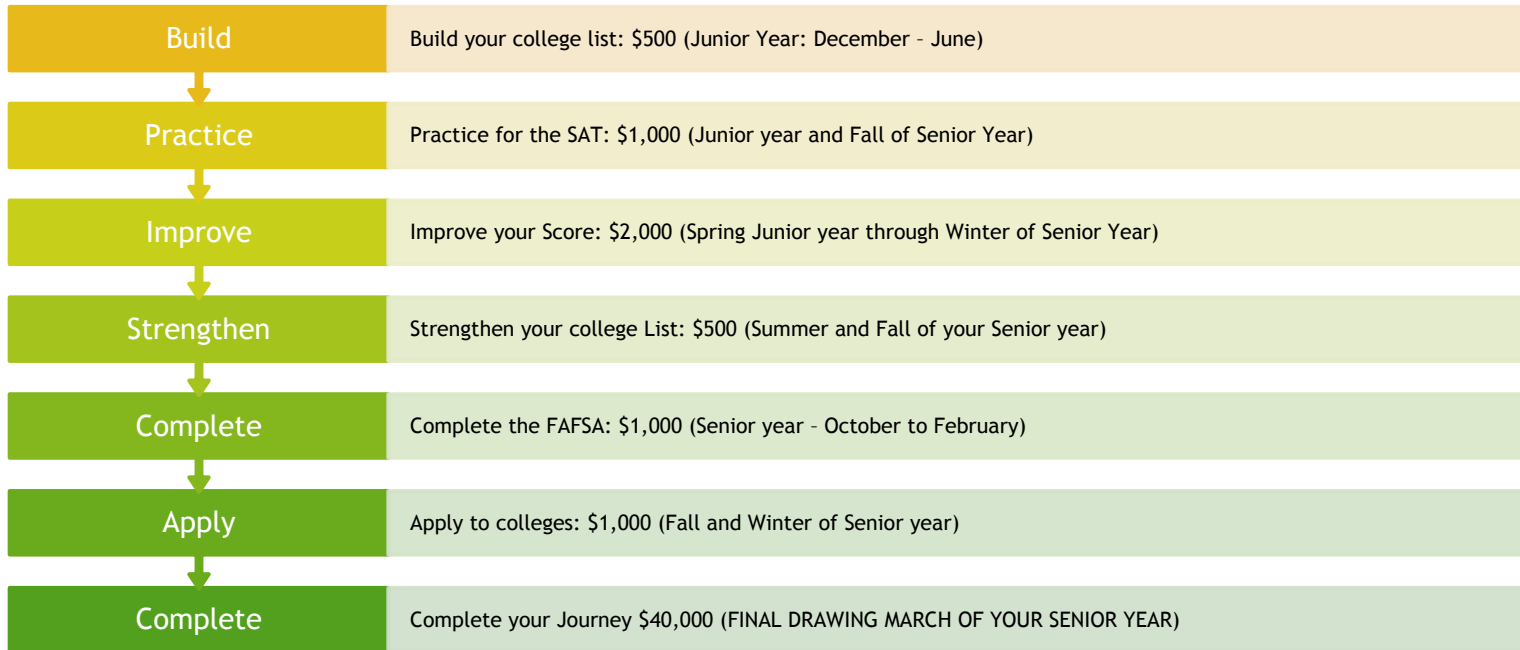 Build
Build your college list: $500 (Junior Year: December – June)
Practice
Practice for the SAT: $1,000 (Junior year and Fall of Senior Year)
Improve
Improve your Score: $2,000 (Spring Junior year through Winter of Senior Year)
Strengthen
Strengthen your college List: $500 (Summer and Fall of your Senior year)
Complete
Complete the FAFSA: $1,000 (Senior year – October to February)
Apply
Apply to colleges: $1,000 (Fall and Winter of Senior year)
Complete
Complete your Journey $40,000 (FINAL DRAWING MARCH OF YOUR SENIOR YEAR)